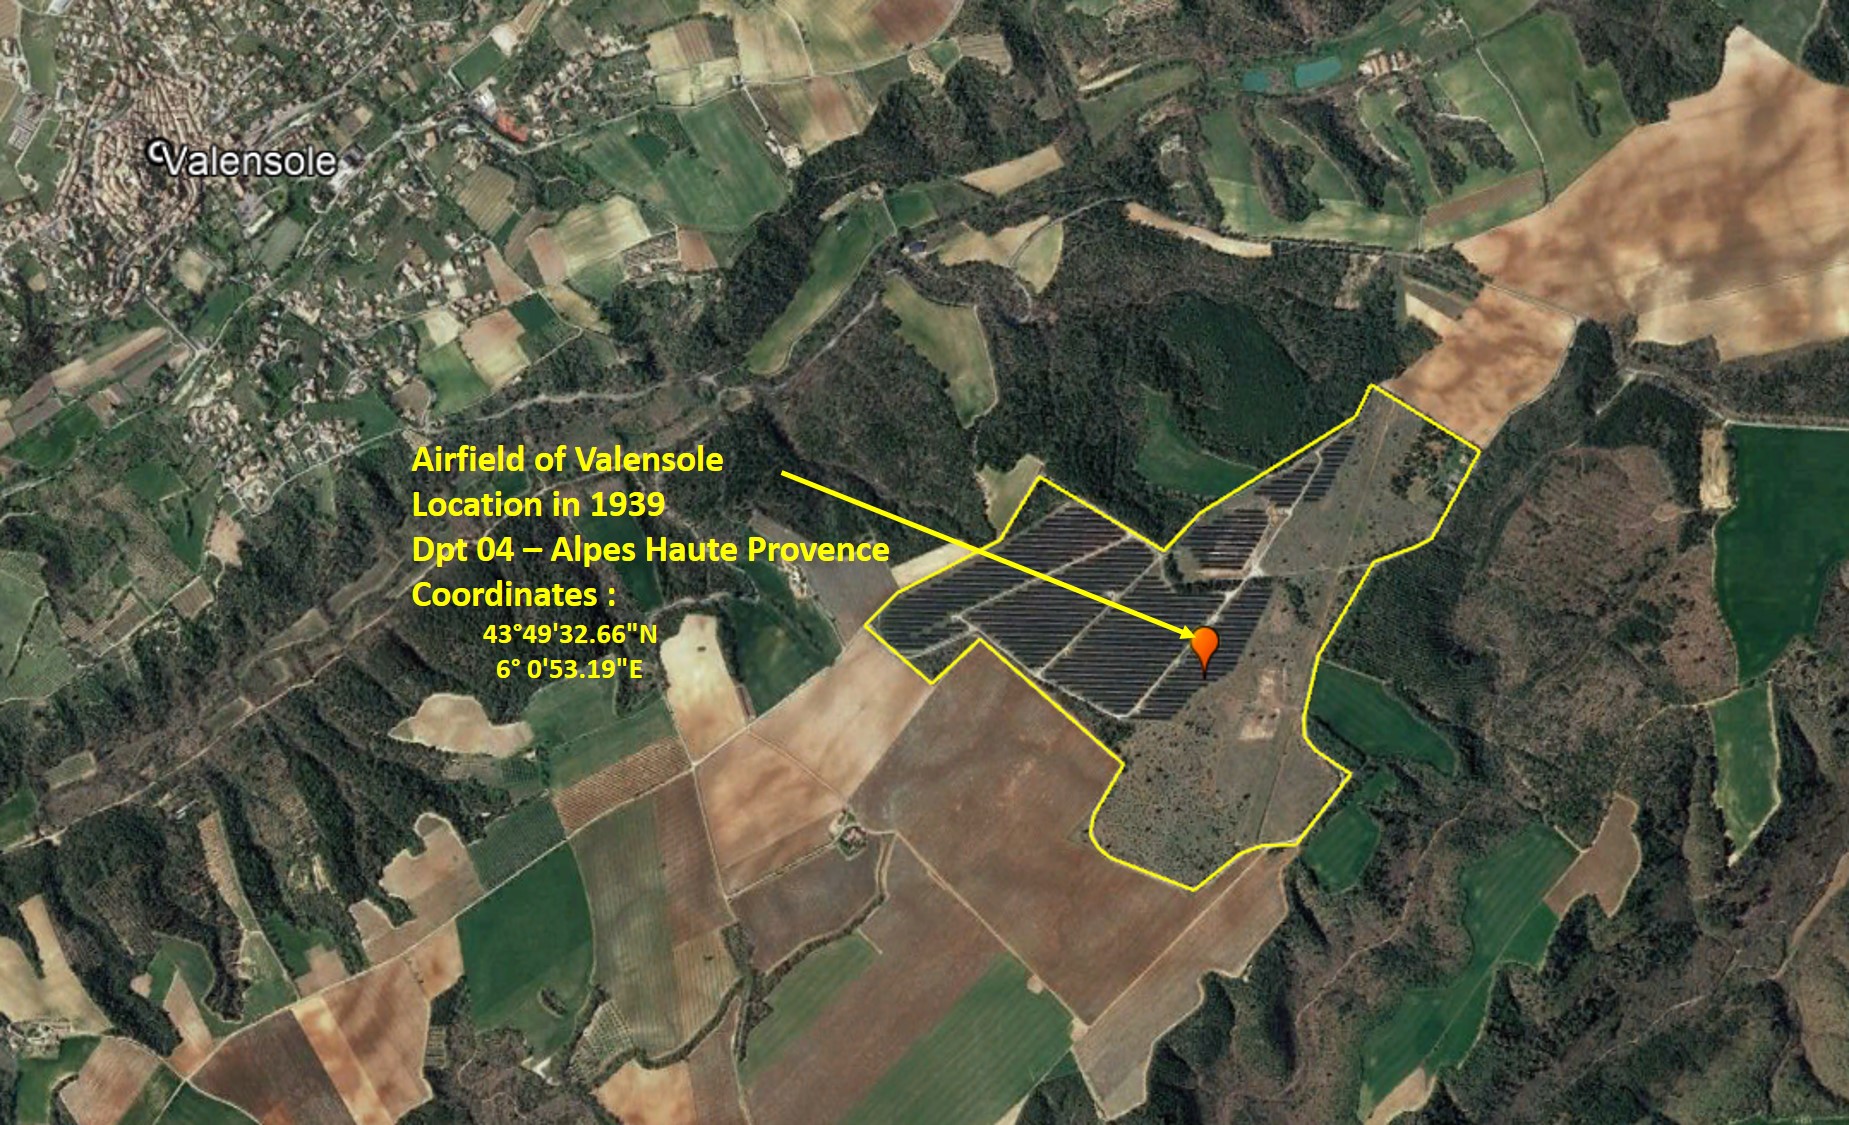 Valensole
Airfield of Valensole
Location in 1939
Dpt 04 – Alpes Haute Provence
Coordinates :
43°49'32.66"N
6° 0'53.19"E